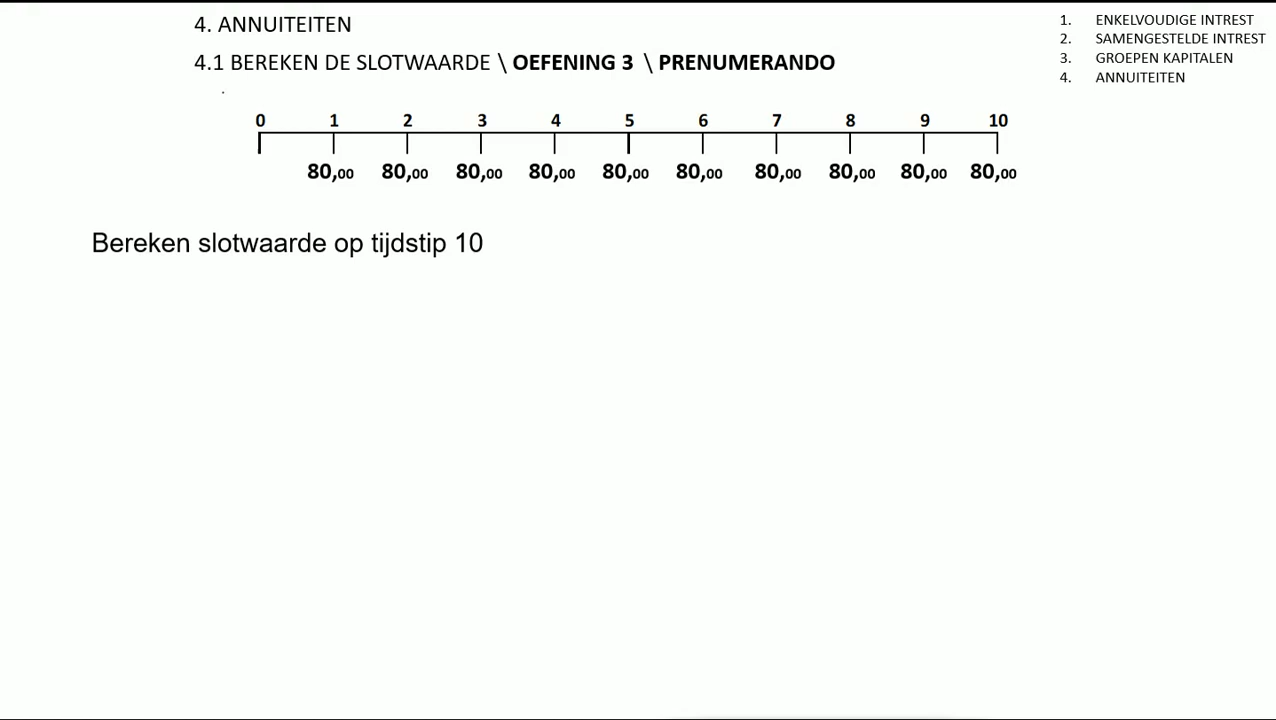 4. ANNUITEITEN
4.1 BEREKEN DE SLOTWAARDE \ OEFENING 3 \ PRENUMERANDO
1. ENKELVOUDIGE INTREST
2. SAMENGESTELDE INTREST
3. GROEPEN KAPITALEN
4. ANNUITEITEN
0 1 2 3 4 5 6 7 8 9 10
80,00 80,00 80,00 80,00 80,00 80,00 80,00 80,00 80,00 80,00
Bereken slotwaarde op tijdstip 10